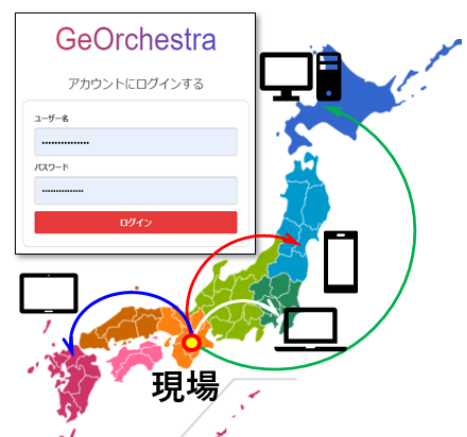 GeOrchestra
アカウントにログインする
ユーザー名
パスワード
ログイン
現場